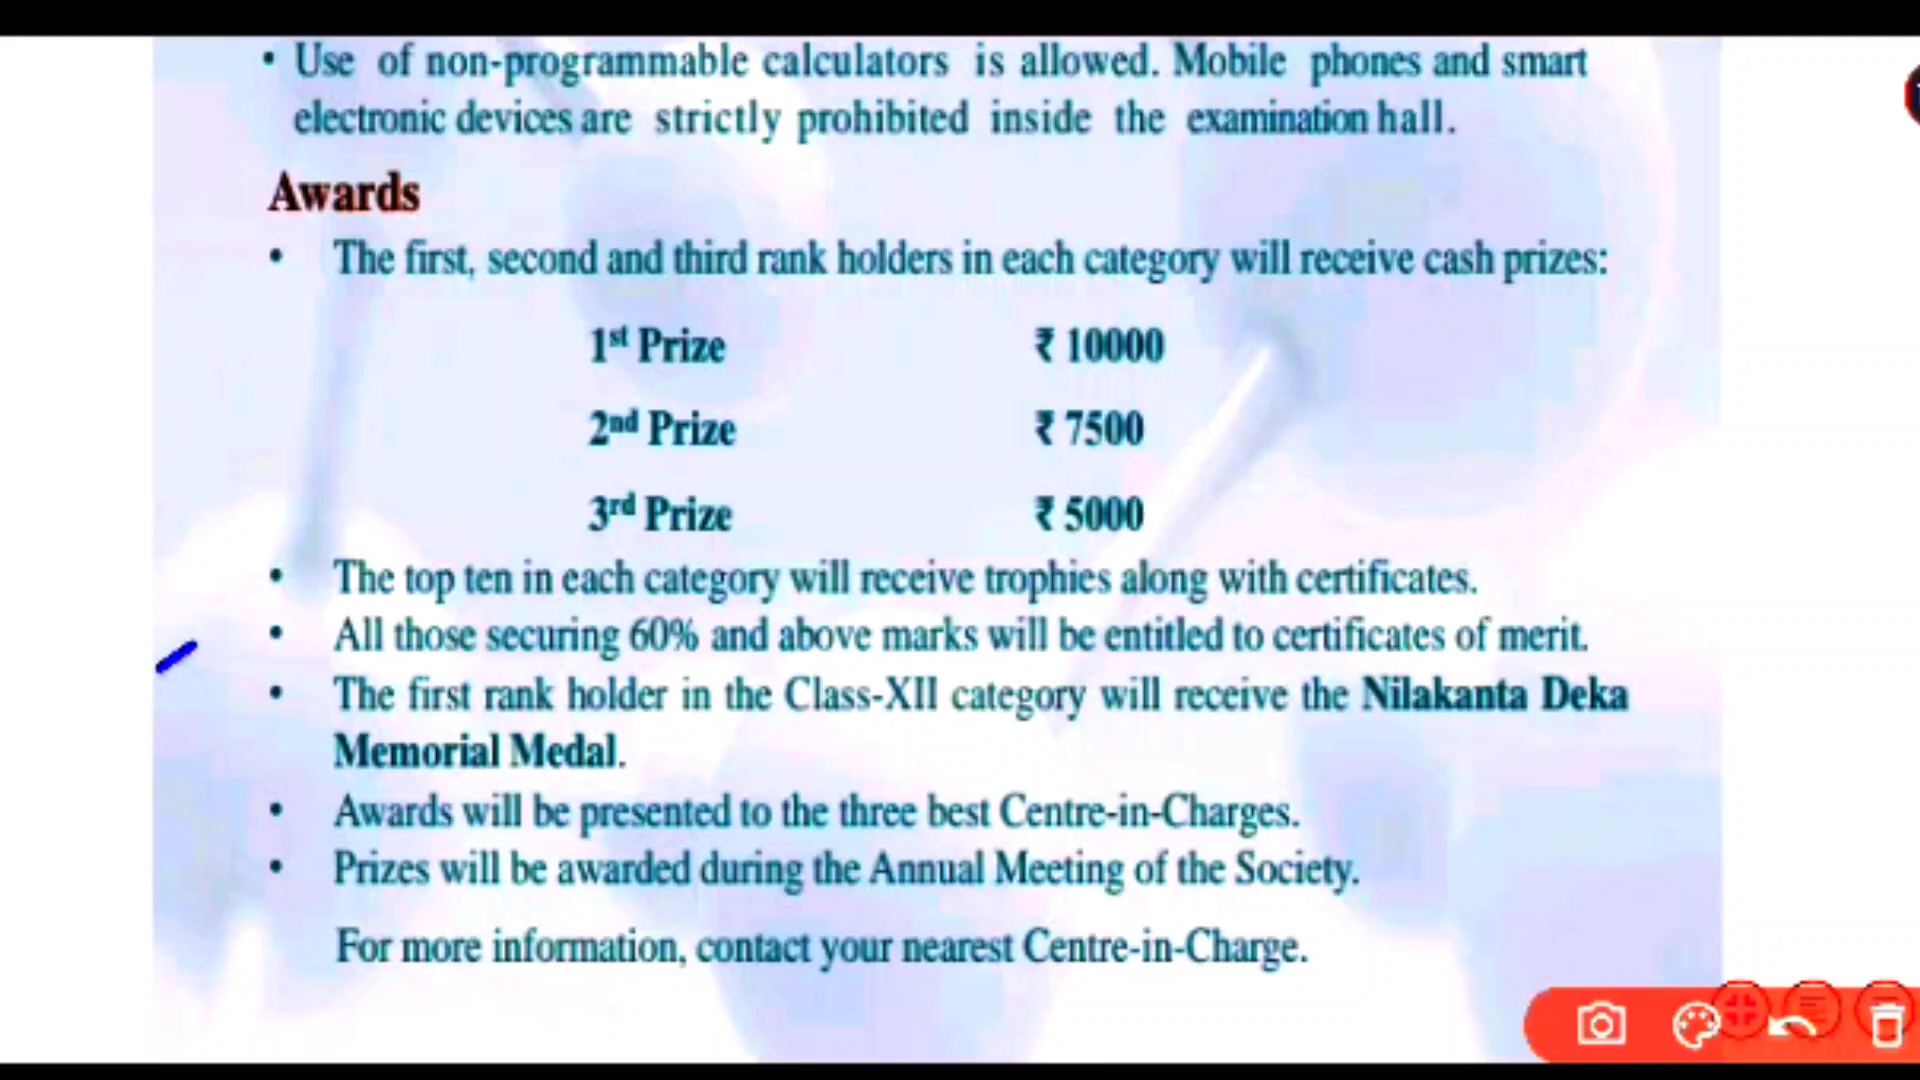 • Use of non-programmable calculators is allowed. Mobile phones and smart
electronic devices are strictly prohibited inside the examination hall.
Awards
• The first, second and third rank holders in each category will receive cash prizes:
1st Prize ₹ 10000
2nd Prize ₹ 7500
3rd Prize ₹ 5000
• The top ten in each category will receive trophies along with certificates.
• All those securing 60% and above marks will be entitled to certificates of merit.
• The first rank holder in the Class-XII category will receive the Nilakanta Deka
Memorial Medal.
• Awards will be presented to the three best Centre-in-Charges.
• Prizes will be awarded during the Annual Meeting of the Society.
For more information, contact your nearest Centre-in-Charge.